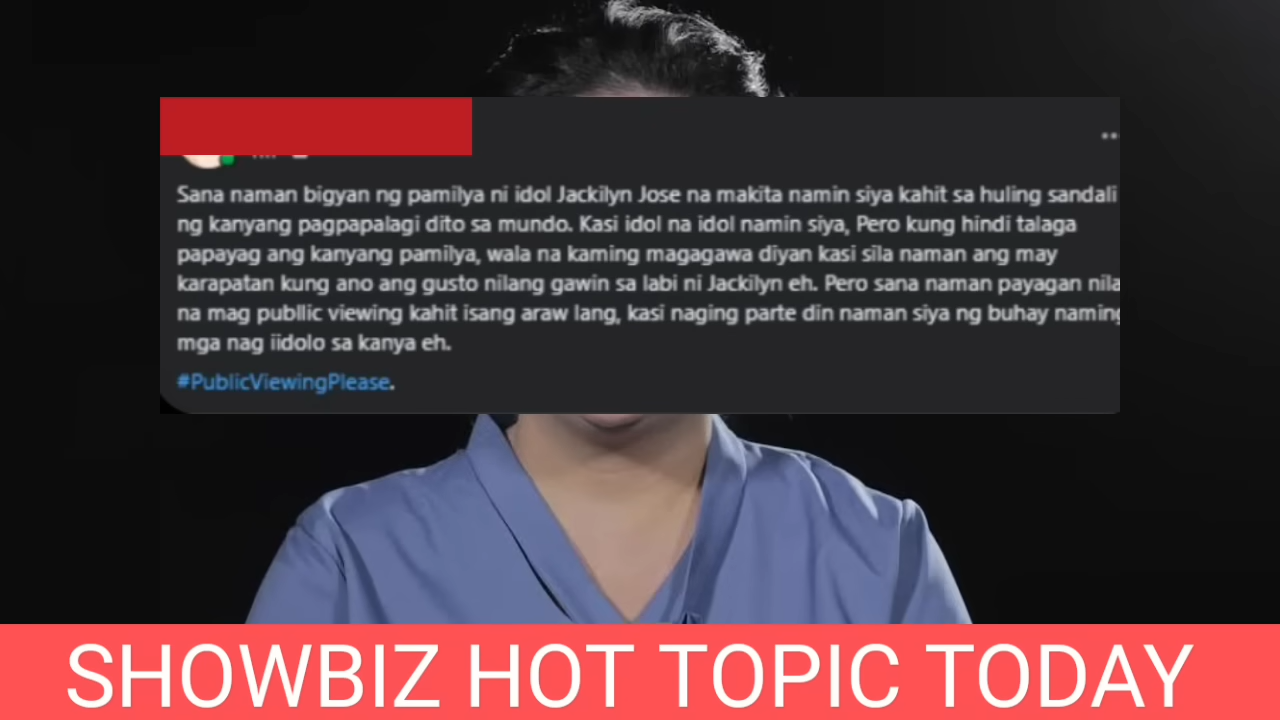 Sana naman bigyan ng pamilya ni idol Jackilyn Jose na makita namin siya kahit sa huling sandali
ng kanyang pagpapalagi dito sa mundo. Kasi idol na idol namin siya, Pero kung hindi talaga
papayag ang kanyang pamilya, wala na kaming magagawa diyan kasi sila naman ang may
karapatan kung ano ang gusto nilang gawin sa labi ni Jackilyn eh. Pero sana naman payagan nila
na mag publlic viewing kahit isang araw lang, kasi naging parte din naman siya ng buhay naming
mga nag iidolo sa kanya eh.
#PublicViewingPlease.
SHOWBIZ HOT TOPIC TODAY